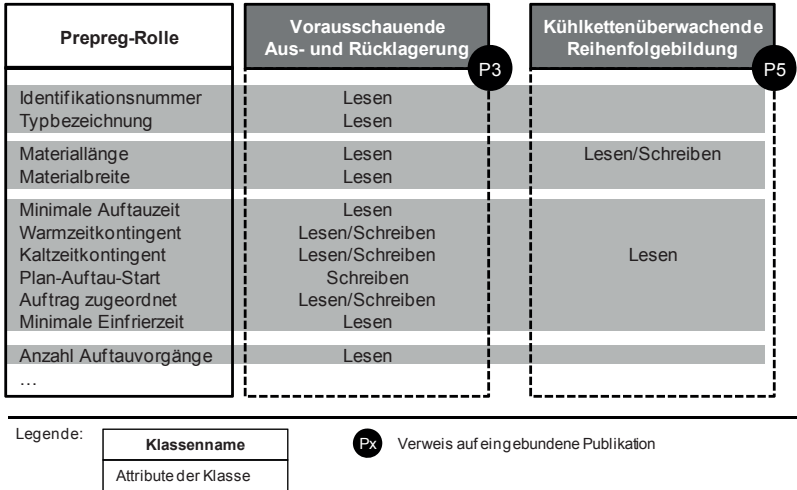 Prepreg-Rolle
Vorausschauende
Aus- und Rücklagerung
P3
Kühlkettenüberwachende
Reihenfolgebildung
P5
Identifikationsnummer Lesen
Typbezeichnung Lesen
Materiallänge Lesen Lesen/Schreiben
Materialbreite Lesen
Minimale Auftauzeit Lesen
Warmzeitkontingent Lesen/Schreiben
Kaltzeitkontingent Lesen/Schreiben Lesen
Plan-Auftau-Start Schreiben
Auftrag zugeordnet Lesen/Schreiben
Minimale Einfrierzeit Lesen
Anzahl Auftauvorgänge Lesen
…
Legende:
Klassenname
Attribute der Klasse
Px Verweis auf eingebundene Publikation